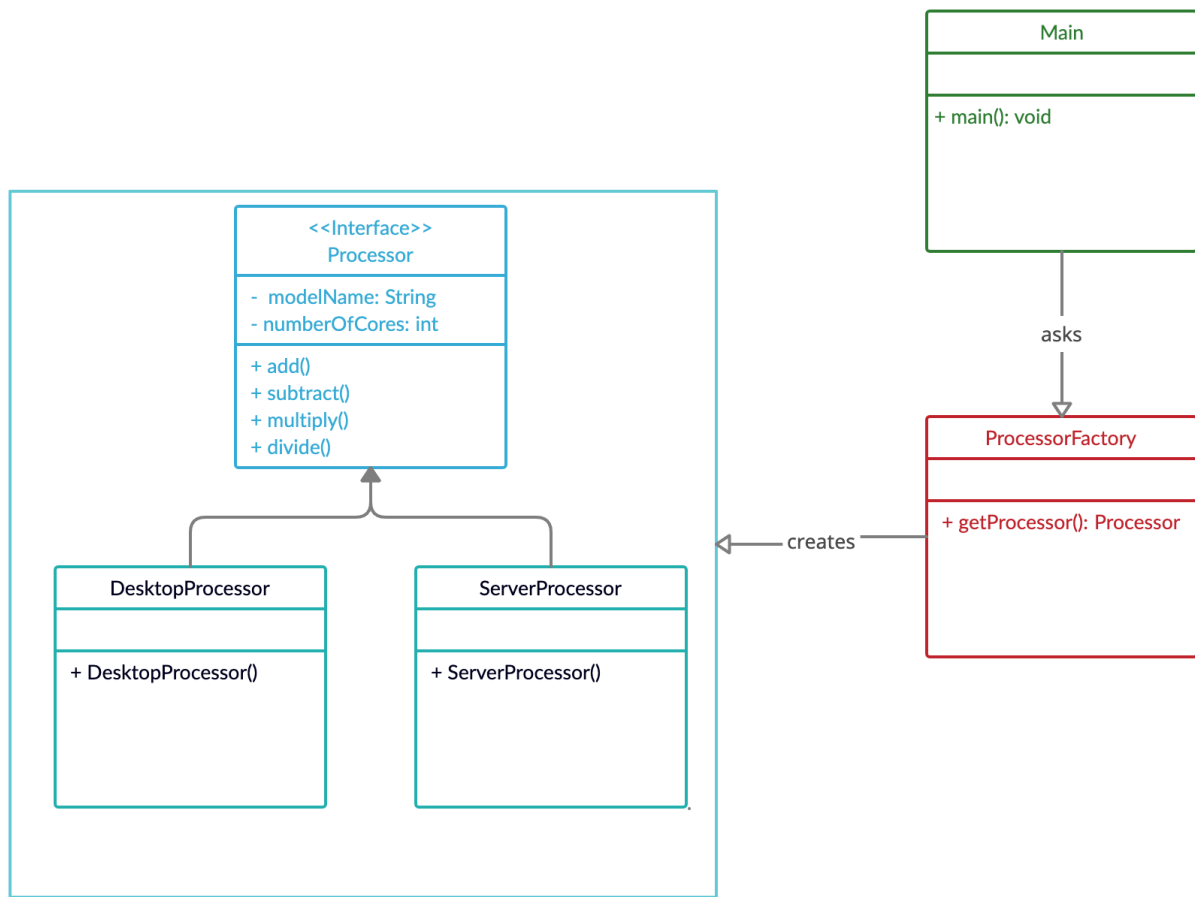 Main
+ main(): void
<<Interface>>
Processor
- modelName: String
- numberOfCores: int
+ add()
+ subtract()
+ multiply()
+ divide()
asks
ProcessorFactory
+ getProcessor(): Processor
creates
DesktopProcessor
+ DesktopProcessor()
ServerProcessor
+ ServerProcessor()
.